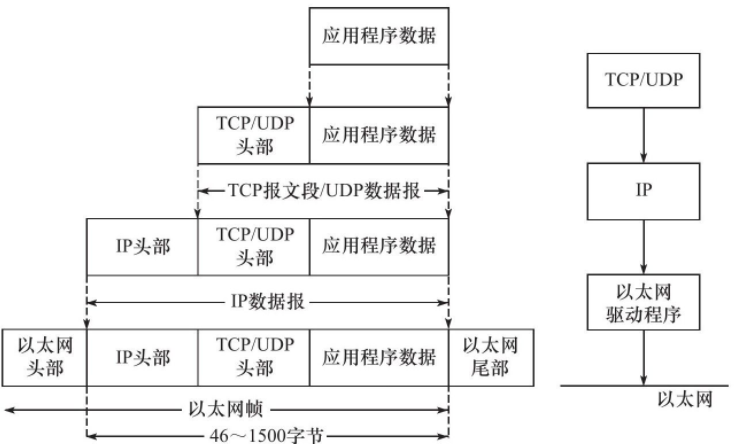 应用程序数据
TCP/UDP
头部
应用程序数据
TCP报文段/UDP数据报
IP头部
TCP/UDP
头部
应用程序数据
IP数据报
以太网
头部
IP头部
TCP/UDP
头部
应用程序数据
以太网
尾部
以太网帧
46～1500字节
TCP/UDP
IP
以太网
驱动程序
以太网